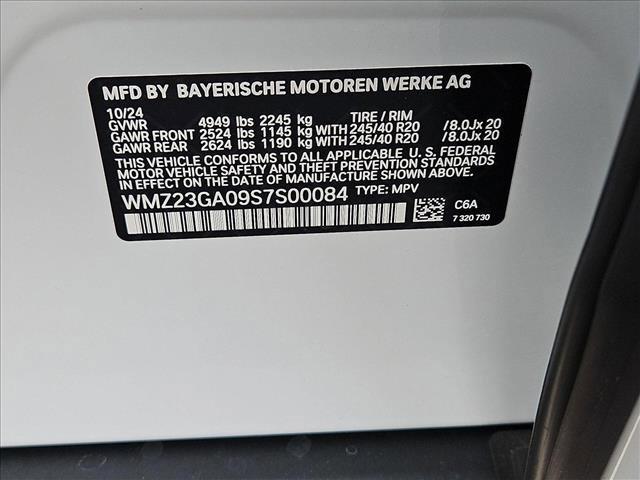 MFD BY BAYERISCHE MOTOREN WERKE AG
10/24
GVWR 4949 lbs 2245 kg TIRE / RIM
GAWR FRONT 2524 lbs 1145 kg WITH 245/40 R20 /8.0Jx 20
GAWR REAR 2624 lbs 1190 kg WITH 245/40 R20 /8.0Jx 20
THIS VEHICLE CONFORMS TO ALL APPLICABLE U. S. FEDERAL
MOTOR VEHICLE SAFETY BUMPER AND THEFT PREVENTION
STANDARDS IN EFFECT ON THE DATE OF MANUFACTURE SHOWN ABOVE.
WMZ23GA09S7S00084 TYPE: MPV
C6A
7 320 730